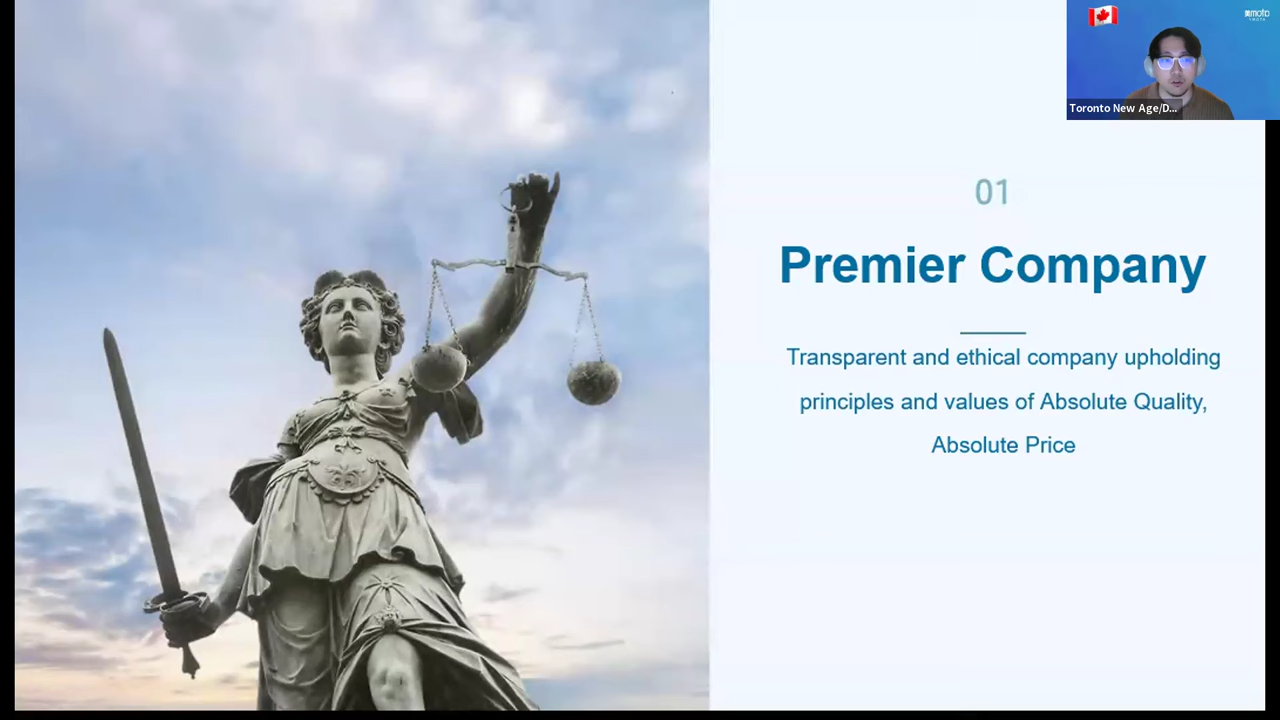 01
Premier Company
Transparent and ethical company upholding
principles and values of Absolute Quality,
Absolute Price
Toronto New Age/D...